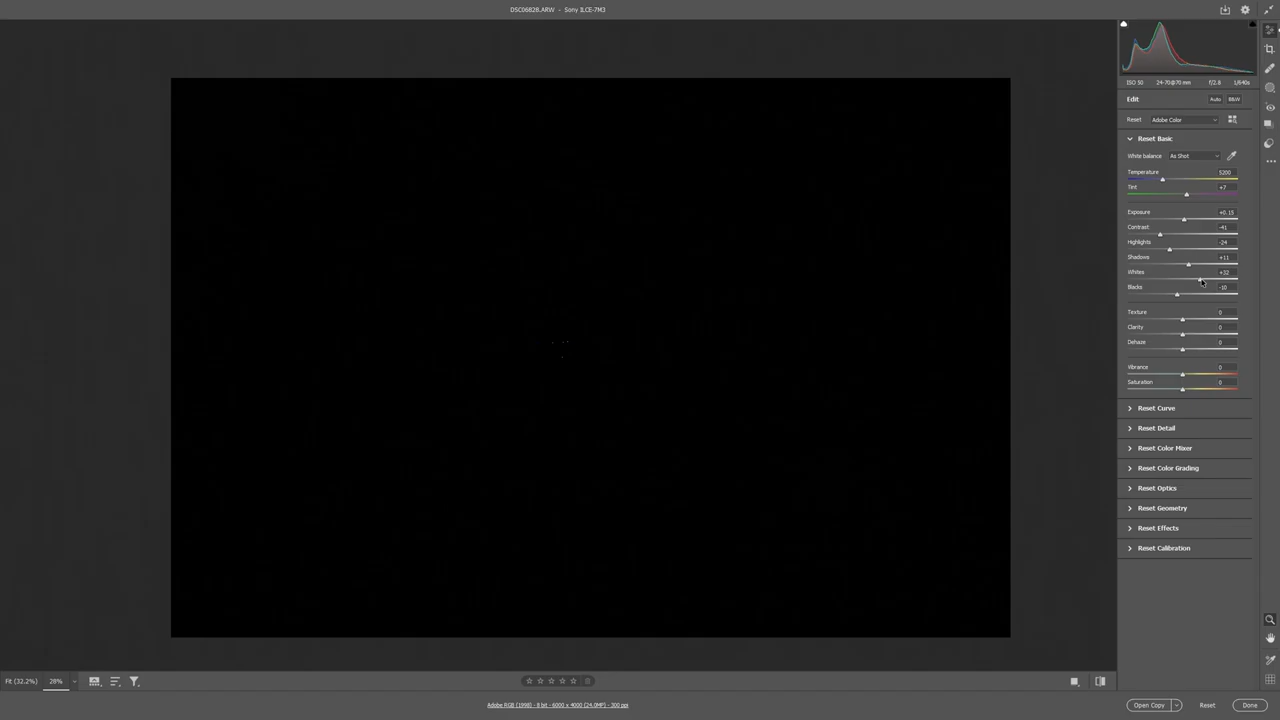 DSC06828.ARW - Sony ILCE-7M3
ISO 50 24-70@70 mm f/2.8 1/640s
Edit Auto B&W
Reset Adobe Color
Reset Basic
White balance As Shot
Temperature 5200
Tint +7
Exposure +0.15
Contrast -41
Highlights -24
Shadows +11
Whites +32
Blacks -10
Texture 0
Clarity 0
Dehaze 0
Vibrance 0
Saturation 0
Reset Curve
Reset Detail
Reset Color Mixer
Reset Color Grading
Reset Optics
Reset Geometry
Reset Effects
Reset Calibration
Fit (32.2%) 28%
Adobe RGB (1998) - 8 bit - 6000 x 4000 (24.0MP) - 300 ppi
Open Copy Reset Done